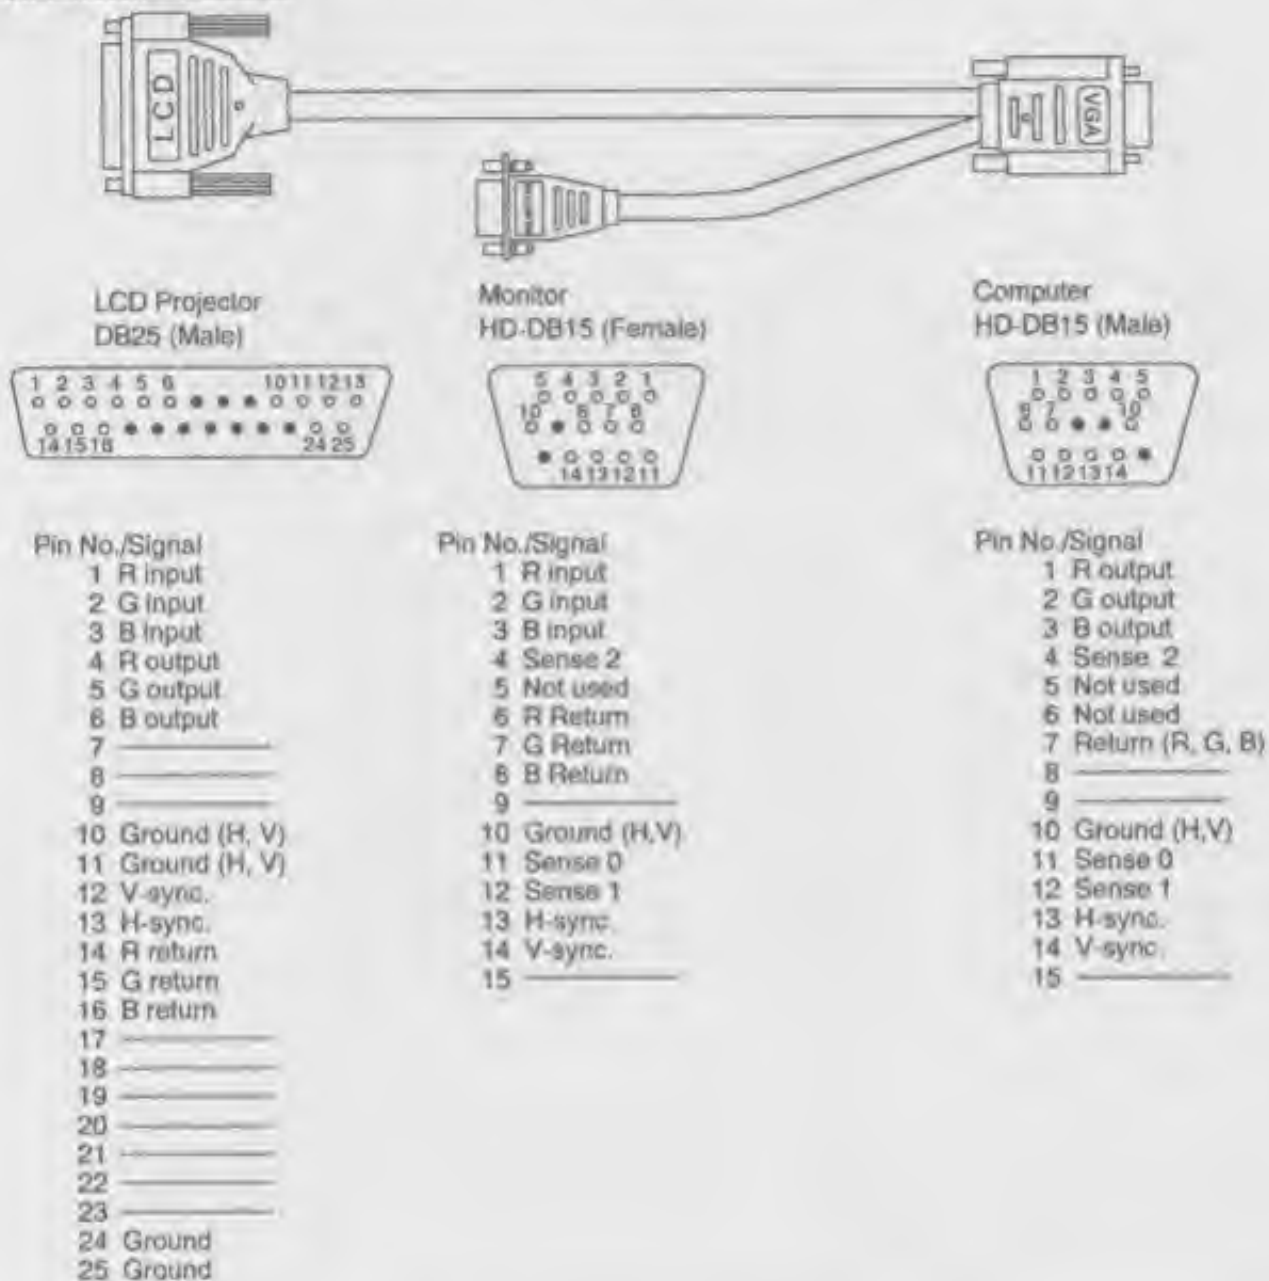 LCD
VGA
LCD Projector
DB25 (Male)
1 2 3 4 5 6 10 11 12 13
14 15 16 24 25
Pin No./Signal
1 R input
2 G input
3 B input
4 R output
5 G output
6 B output
7
8
9
10 Ground (H, V)
11 Ground (H, V)
12 V-sync.
13 H-sync.
14 R return
15 G return
16 B return
17
18
19
20
21
22
23
24 Ground
25 Ground
Monitor
HD-DB15 (Female)
5 4 3 2 1
10 8 7 6
14 13 12 11
Pin No./Signal
1 R input
2 G input
3 B input
4 Sense 2
5 Not used
6 R Return
7 G Return
8 B Return
9
10 Ground (H,V)
11 Sense 0
12 Sense 1
13 H-sync.
14 V-sync.
15
Computer
HD-DB15 (Male)
1 2 3 4 5
6 7 10
11 12 13 14
Pin No./Signal
1 R output
2 G output
3 B output
4 Sense 2
5 Not used
6 Not used
7 Return (R, G, B)
8
9
10 Ground (H,V)
11 Sense 0
12 Sense 1
13 H-sync.
14 V-sync.
15